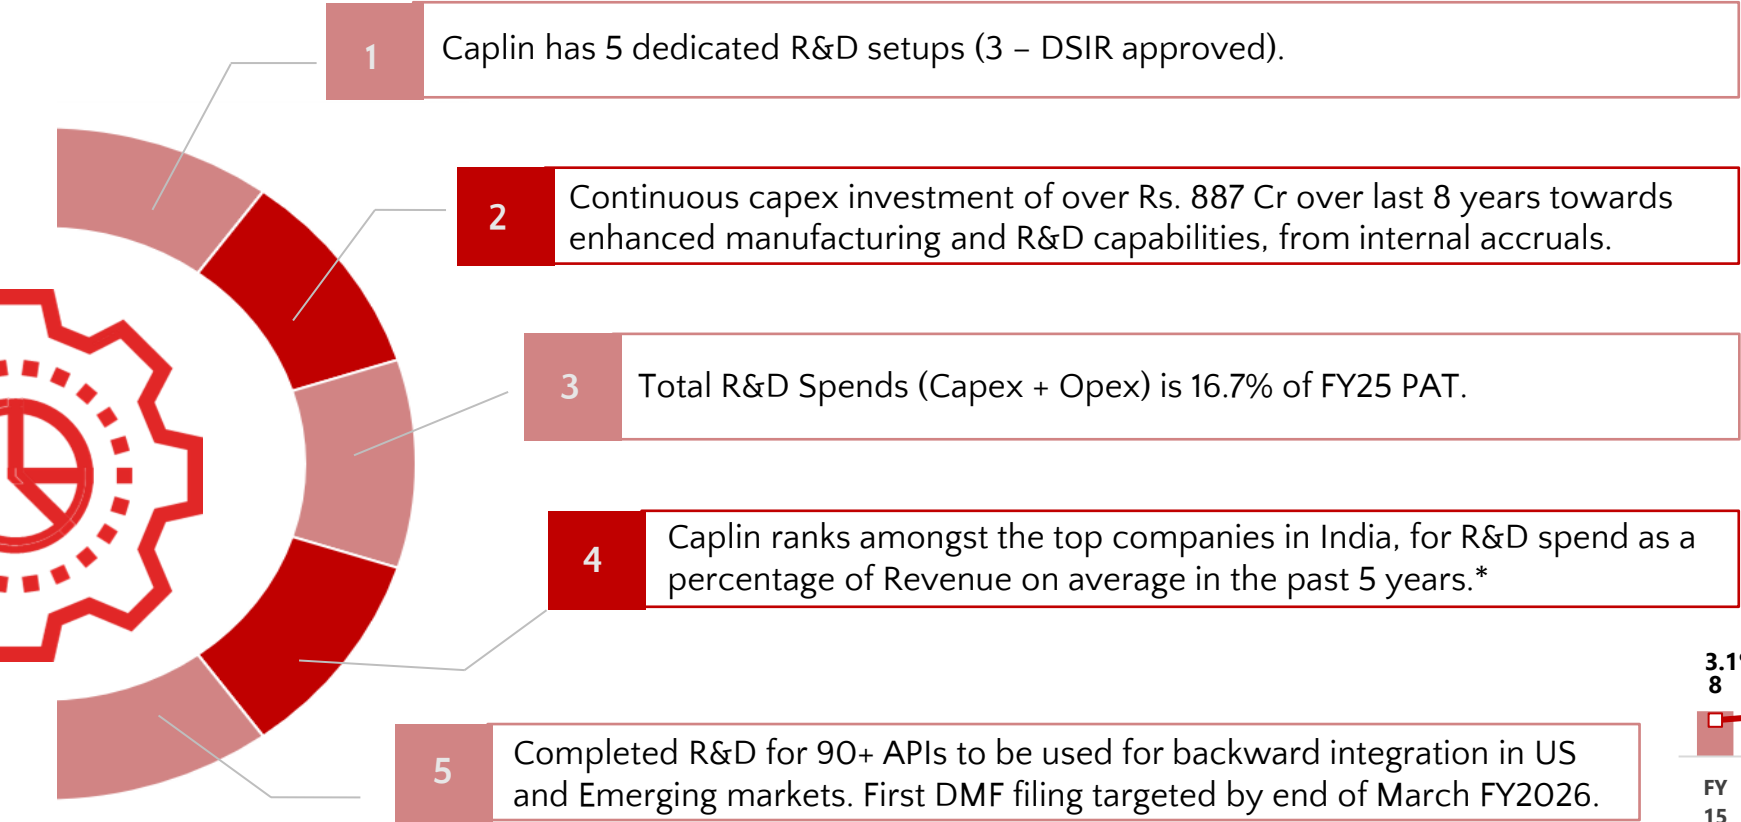 1
Caplin has 5 dedicated R&D setups (3 – DSIR approved).
2
Continuous capex investment of over Rs. 887 Cr over last 8 years towards
enhanced manufacturing and R&D capabilities, from internal accruals.
3
Total R&D Spends (Capex + Opex) is 16.7% of FY25 PAT.
4
Caplin ranks amongst the top companies in India, for R&D spend as a
percentage of Revenue on average in the past 5 years.*
5
Completed R&D for 90+ APIs to be used for backward integration in US
and Emerging markets. First DMF filing targeted by end of March FY2026.
3.1
8
FY
15